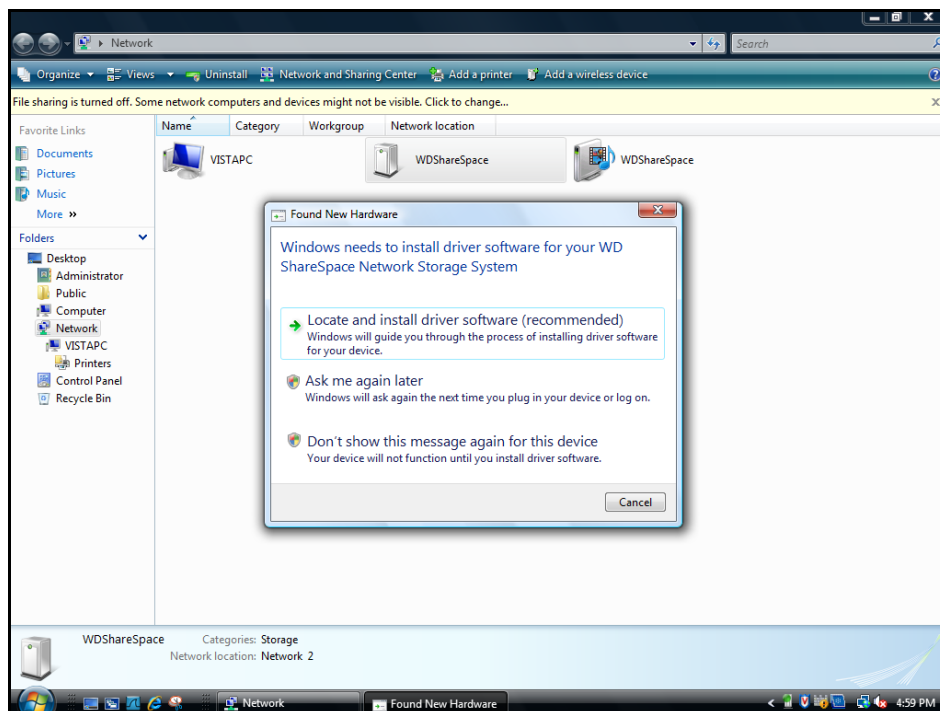 Network
Search
Organize Views Uninstall Network and Sharing Center Add a printer Add a wireless device
File sharing is turned off. Some network computers and devices might not be visible. Click to change...
Favorite Links
Documents
Pictures
Music
More »
Folders
Desktop
Administrator
Public
Computer
Network
VISTAPC
Printers
Control Panel
Recycle Bin
Name Category Workgroup Network location
VISTAPC WDShareSpace WDShareSpace
Found New Hardware
Windows needs to install driver software for your WD
ShareSpace Network Storage System
Locate and install driver software (recommended)
Windows will guide you through the process of installing driver software
for your device.
Ask me again later
Windows will ask again the next time you plug in your device or log on.
Don't show this message again for this device
Your device will not function until you install driver software.
Cancel
WDShareSpace Categories: Storage
Network location: Network 2
Network Found New Hardware 4:59 PM